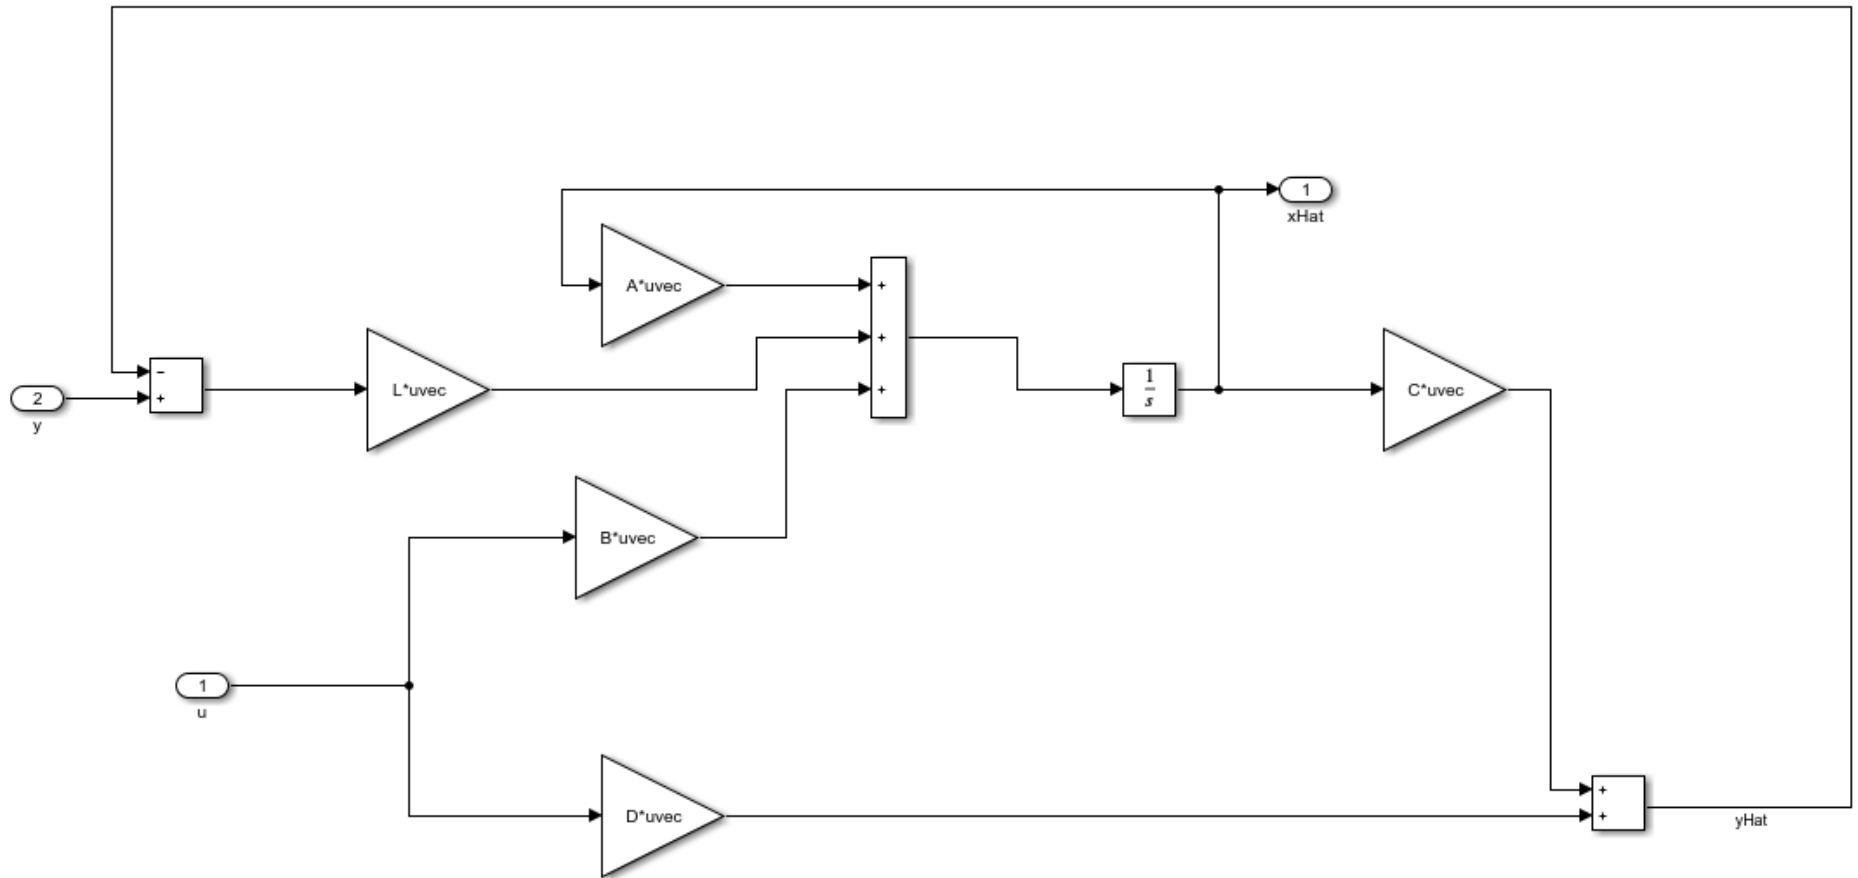 1
xHat
A*uvec
+
+
+
−
+
2
y
L*uvec
1
s
C*uvec
B*uvec
1
u
D*uvec
+
+
yHat